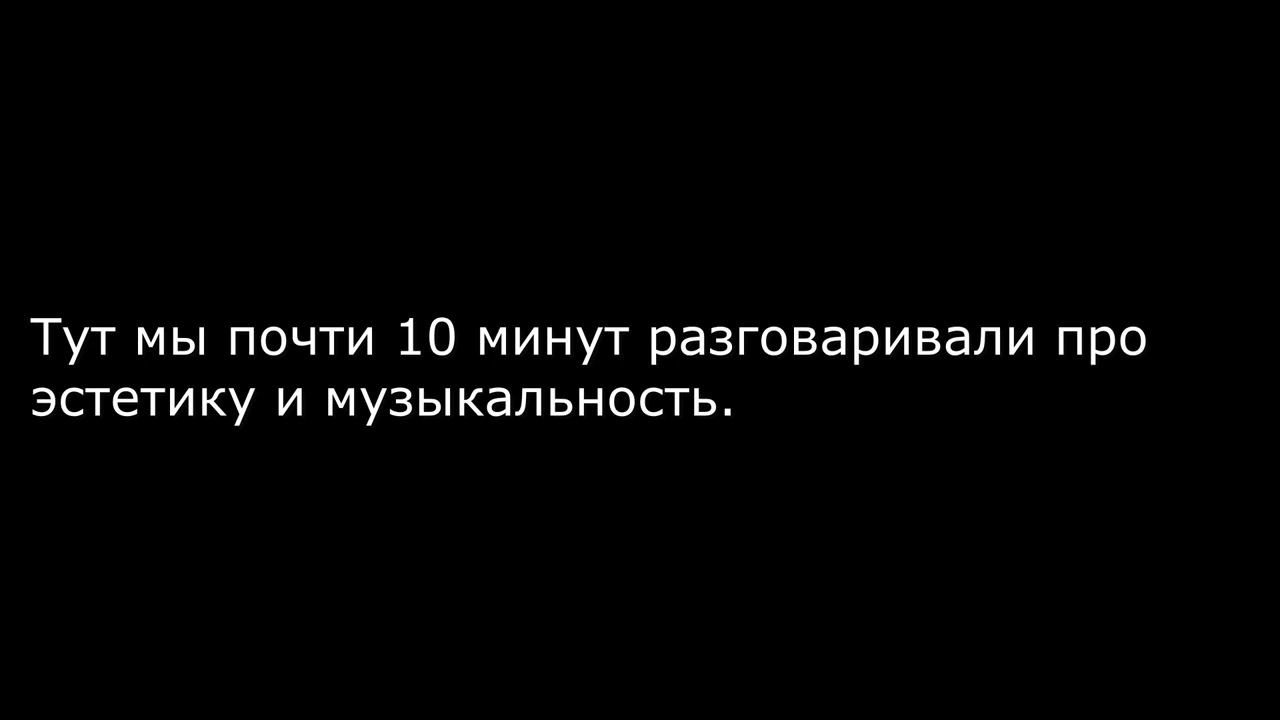 Тут мы почти 10 минут разговаривали про
эстетику и музыкальность.